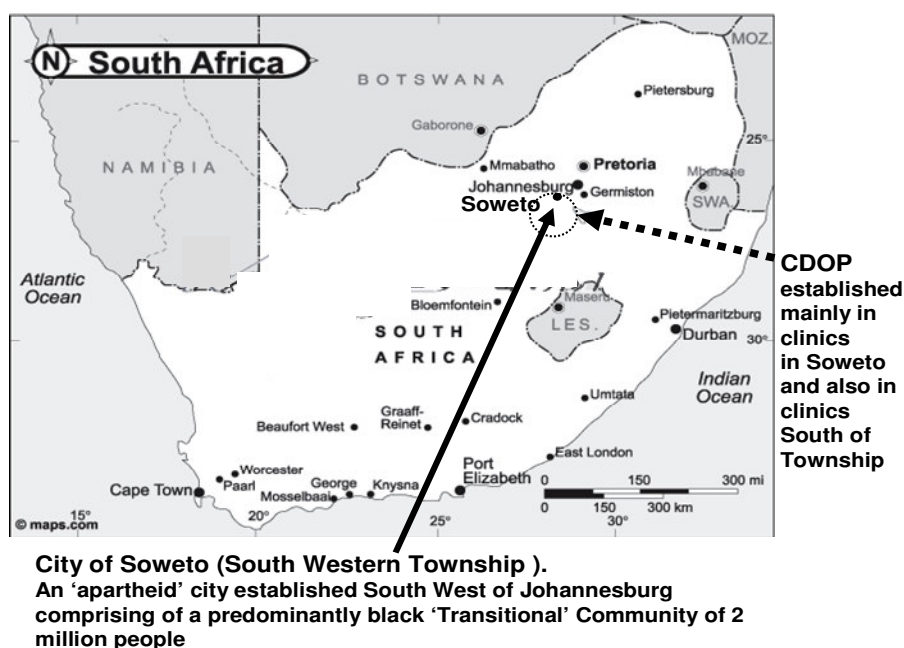 MOZ.
N South Africa
BOTSWANA
Pietersburg
Gaborone
25°
NAMIBIA
Mmabatho
Pretoria
Mbabane
Johannesburg
Germiston
SWA.
Soweto
CDOP
established
mainly in
clinics
in Soweto
and also in
clinics
South of
Township
Atlantic
Ocean
Bloemfontein
Maseru
LES.
Pietermaritzburg
Durban
SOUTH
AFRICA
30°
Indian
Ocean
Umtata
Graaff-
Reinet
Cradock
Beaufort West
East London
Worcester
Paarl
Cape Town
George
Knysna
Mosselbaai
Port
Elizabeth
0 150 300 mi
0 150 300 km
© maps.com
15°
20°
25°
30°
City of Soweto (South Western Township ).
An ‘apartheid’ city established South West of Johannesburg
comprising of a predominantly black ‘Transitional’ Community of 2
million people